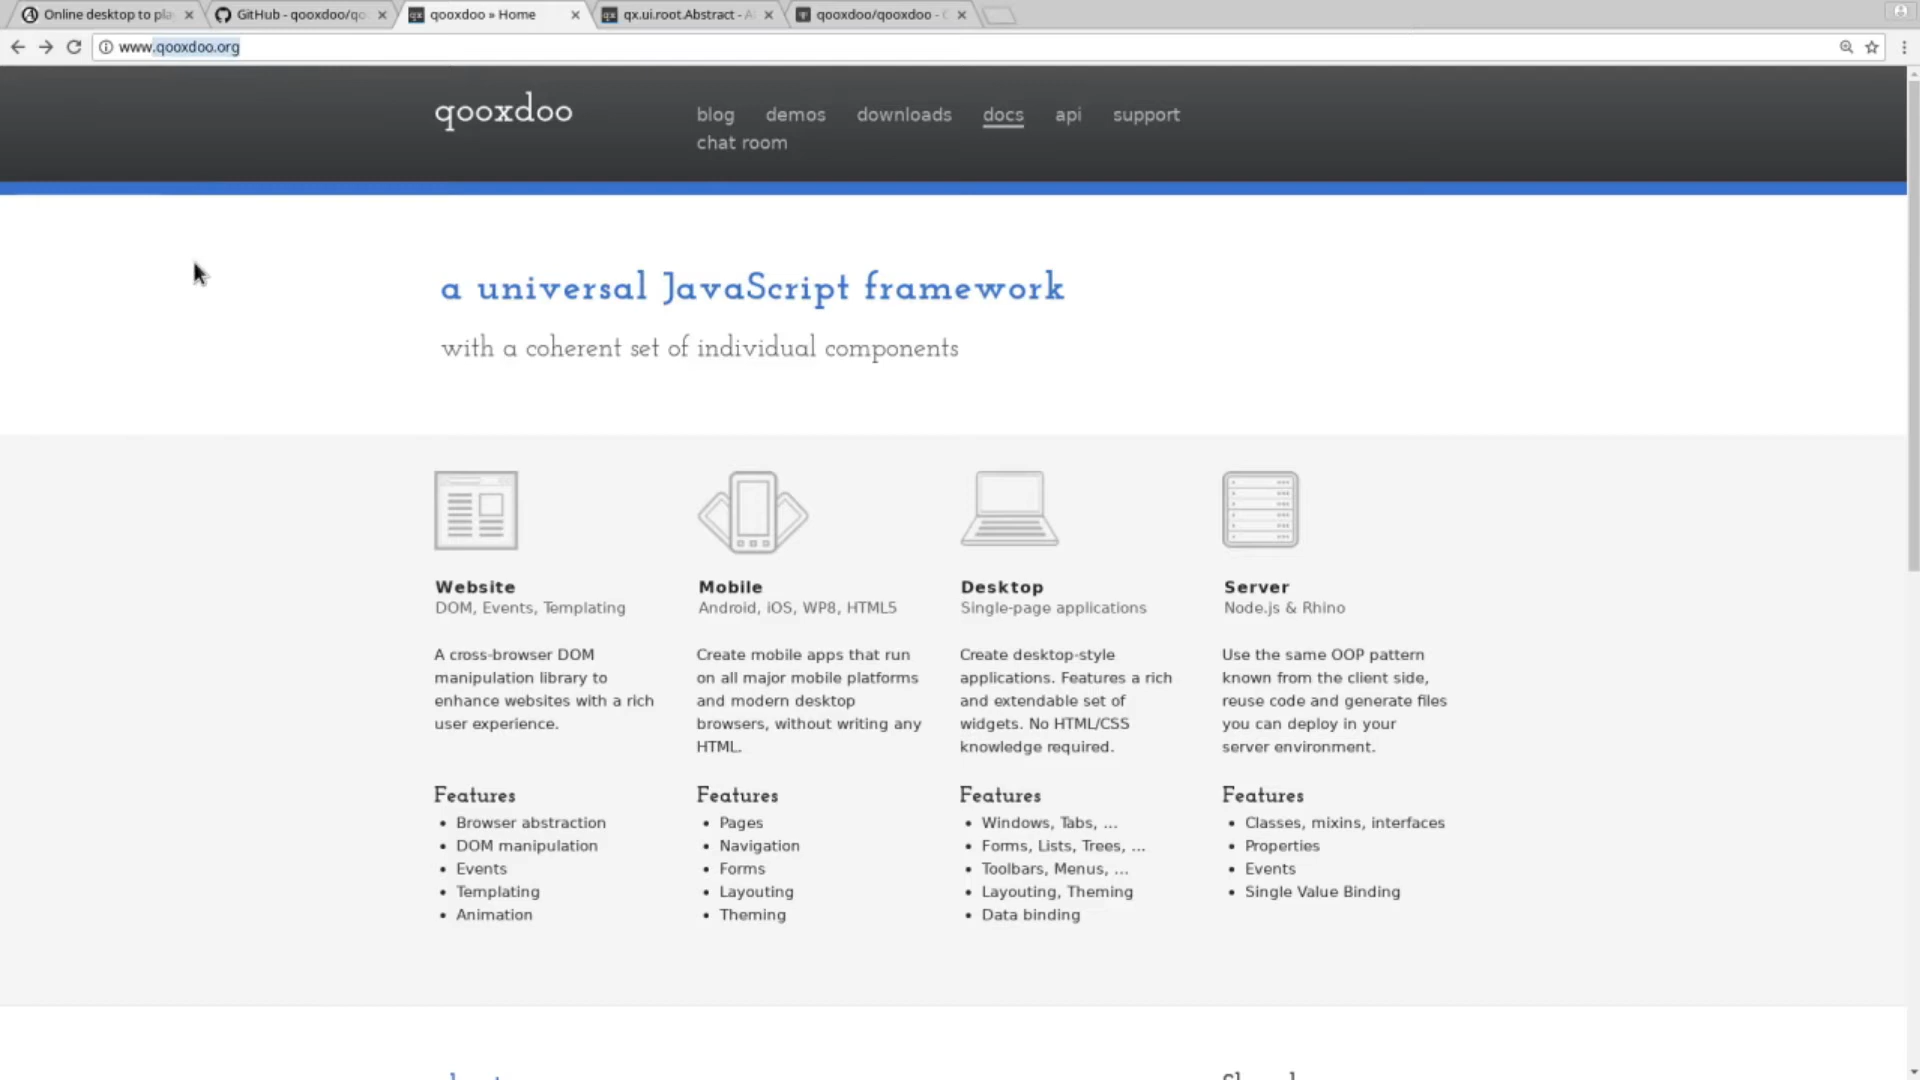 Online desktop to pla
GitHub - qooxdoo/qo
qooxdoo » Home
qx.ui.root.Abstract - A
qooxdoo/qooxdoo - G
www.qooxdoo.org
qooxdoo
blog demos downloads docs api support
chat room
a universal JavaScript framework
with a coherent set of individual components
Website
DOM, Events, Templating
A cross-browser DOM
manipulation library to
enhance websites with a rich
user experience.
Features
• Browser abstraction
• DOM manipulation
• Events
• Templating
• Animation
Mobile
Android, iOS, WP8, HTML5
Create mobile apps that run
on all major mobile platforms
and modern desktop
browsers, without writing any
HTML.
Features
• Pages
• Navigation
• Forms
• Layouting
• Theming
Desktop
Single-page applications
Create desktop-style
applications. Features a rich
and extendable set of
widgets. No HTML/CSS
knowledge required.
Features
• Windows, Tabs, ...
• Forms, Lists, Trees, ...
• Toolbars, Menus, ...
• Layouting, Theming
• Data binding
Server
Node.js & Rhino
Use the same OOP pattern
known from the client side,
reuse code and generate files
you can deploy in your
server environment.
Features
• Classes, mixins, interfaces
• Properties
• Events
• Single Value Binding